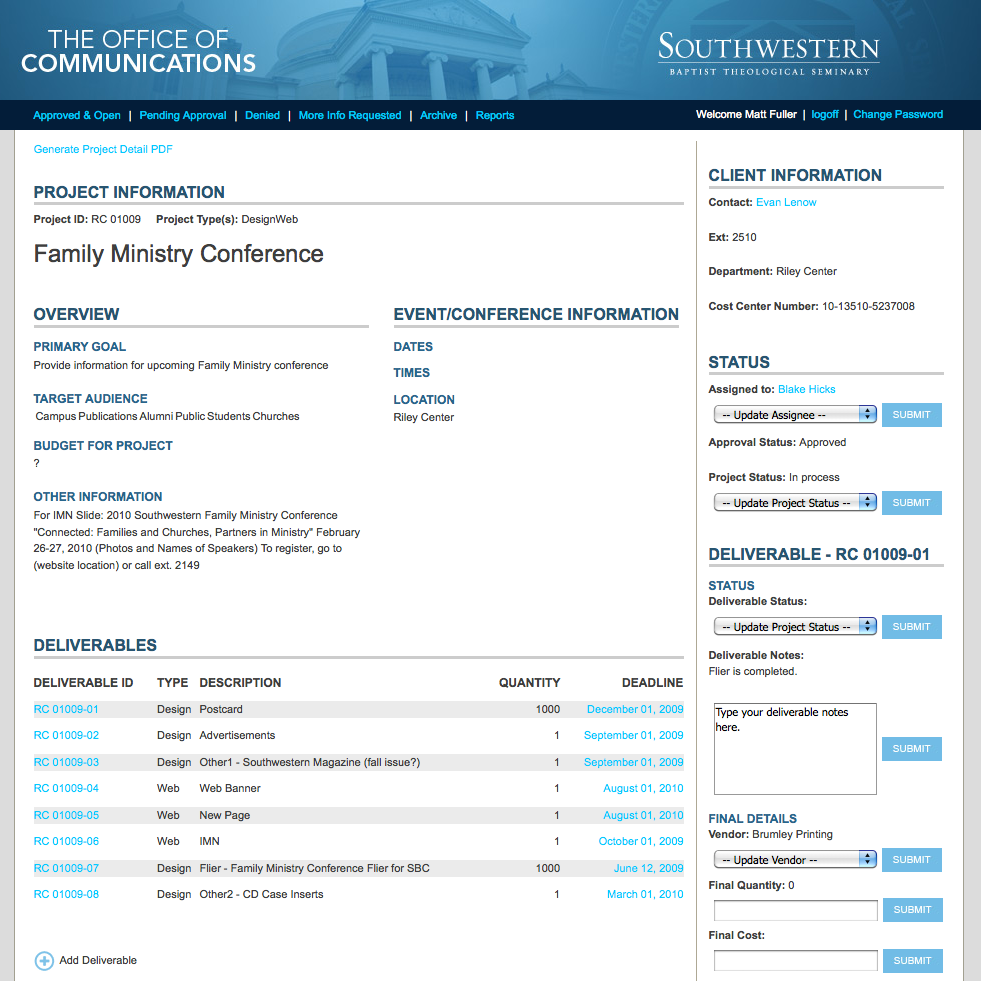 THE OFFICE OF
COMMUNICATIONS
SOUTHWESTERN
BAPTIST THEOLOGICAL SEMINARY
Approved & Open | Pending Approval | Denied | More Info Requested | Archive | Reports
Welcome Matt Fuller | logoff | Change Password
Generate Project Detail PDF
PROJECT INFORMATION
Project ID: RC 01009 Project Type(s): DesignWeb
Family Ministry Conference
OVERVIEW
PRIMARY GOAL
Provide information for upcoming Family Ministry conference
TARGET AUDIENCE
Campus Publications Alumni Public Students Churches
BUDGET FOR PROJECT
?
OTHER INFORMATION
For IMN Slide: 2010 Southwestern Family Ministry Conference
"Connected: Families and Churches, Partners in Ministry" February
26-27, 2010 (Photos and Names of Speakers) To register, go to
(website location) or call ext. 2149
EVENT/CONFERENCE INFORMATION
DATES
TIMES
LOCATION
Riley Center
DELIVERABLES
DELIVERABLE ID TYPE DESCRIPTION QUANTITY DEADLINE
RC 01009-01 Design Postcard 1000 December 01, 2009
RC 01009-02 Design Advertisements 1 September 01, 2009
RC 01009-03 Design Other1 - Southwestern Magazine (fall issue?) 1 September 01, 2009
RC 01009-04 Web Web Banner 1 August 01, 2010
RC 01009-05 Web New Page 1 August 01, 2010
RC 01009-06 Web IMN 1 October 01, 2009
RC 01009-07 Design Flier - Family Ministry Conference Flier for SBC 1000 June 12, 2009
RC 01009-08 Design Other2 - CD Case Inserts 1 March 01, 2010
Add Deliverable
CLIENT INFORMATION
Contact: Evan Lenow
Ext: 2510
Department: Riley Center
Cost Center Number: 10-13510-5237008
STATUS
Assigned to: Blake Hicks
-- Update Assignee -- SUBMIT
Approval Status: Approved
Project Status: In process
-- Update Project Status -- SUBMIT
DELIVERABLE - RC 01009-01
STATUS
Deliverable Status:
-- Update Project Status -- SUBMIT
Deliverable Notes:
Flier is completed.
Type your deliverable notes
here.
SUBMIT
FINAL DETAILS
Vendor: Brumley Printing
-- Update Vendor -- SUBMIT
Final Quantity: 0
SUBMIT
Final Cost:
SUBMIT